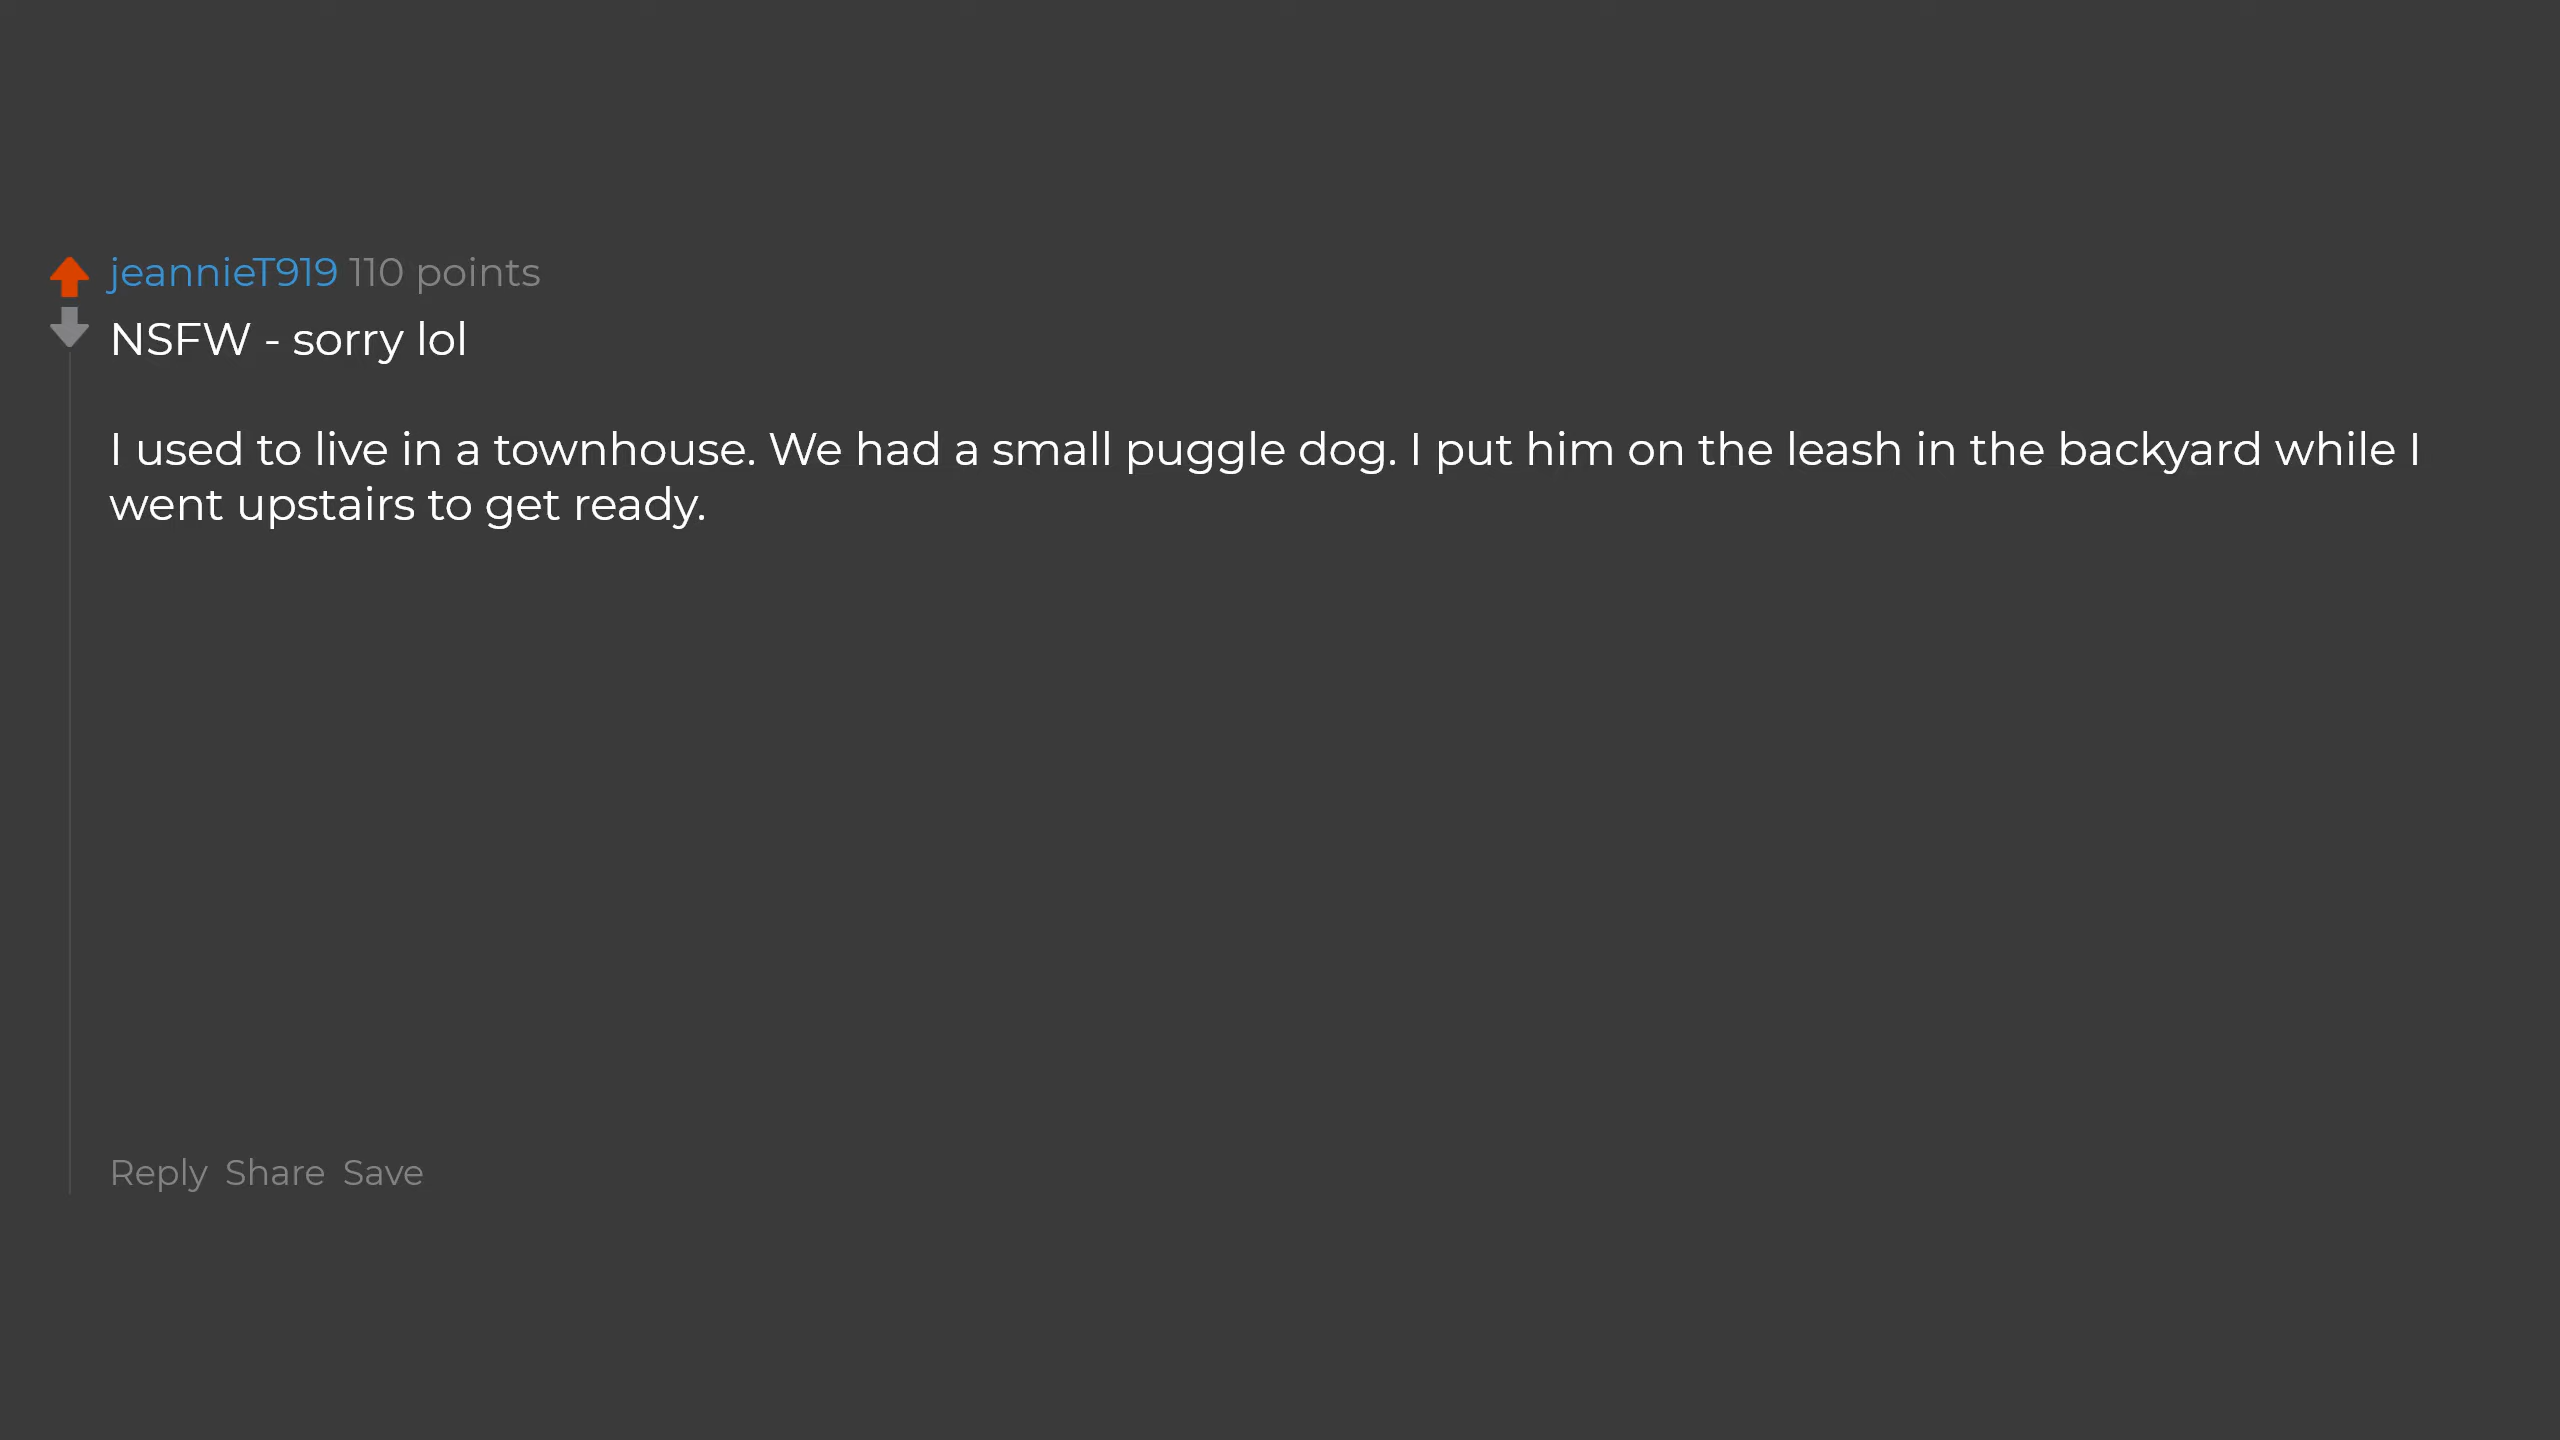 jeannieT919 110 points
NSFW - sorry lol
I used to live in a townhouse. We had a small puggle dog. I put him on the leash in the backyard while I
went upstairs to get ready.
Reply Share Save